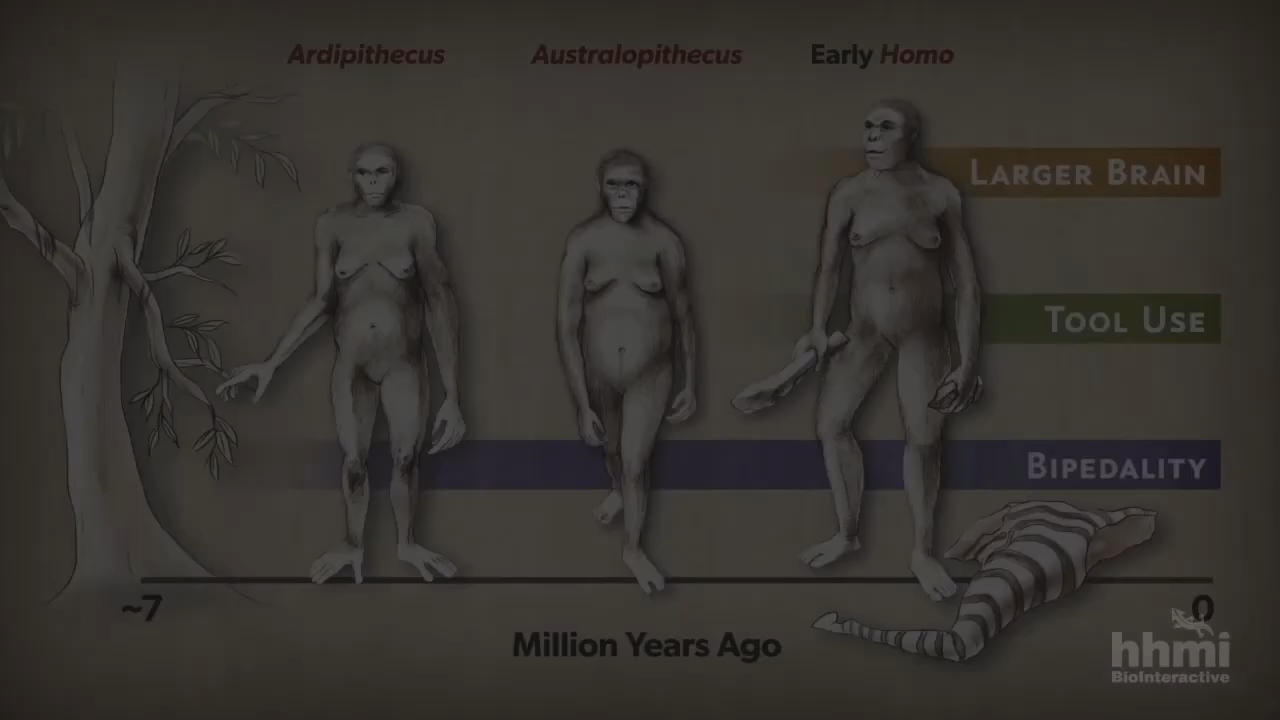 Ardipithecus
Australopithecus
Early Homo
LARGER BRAIN
TOOL USE
BIPEDALITY
~7
0
Million Years Ago
hhmi
BioInteractive